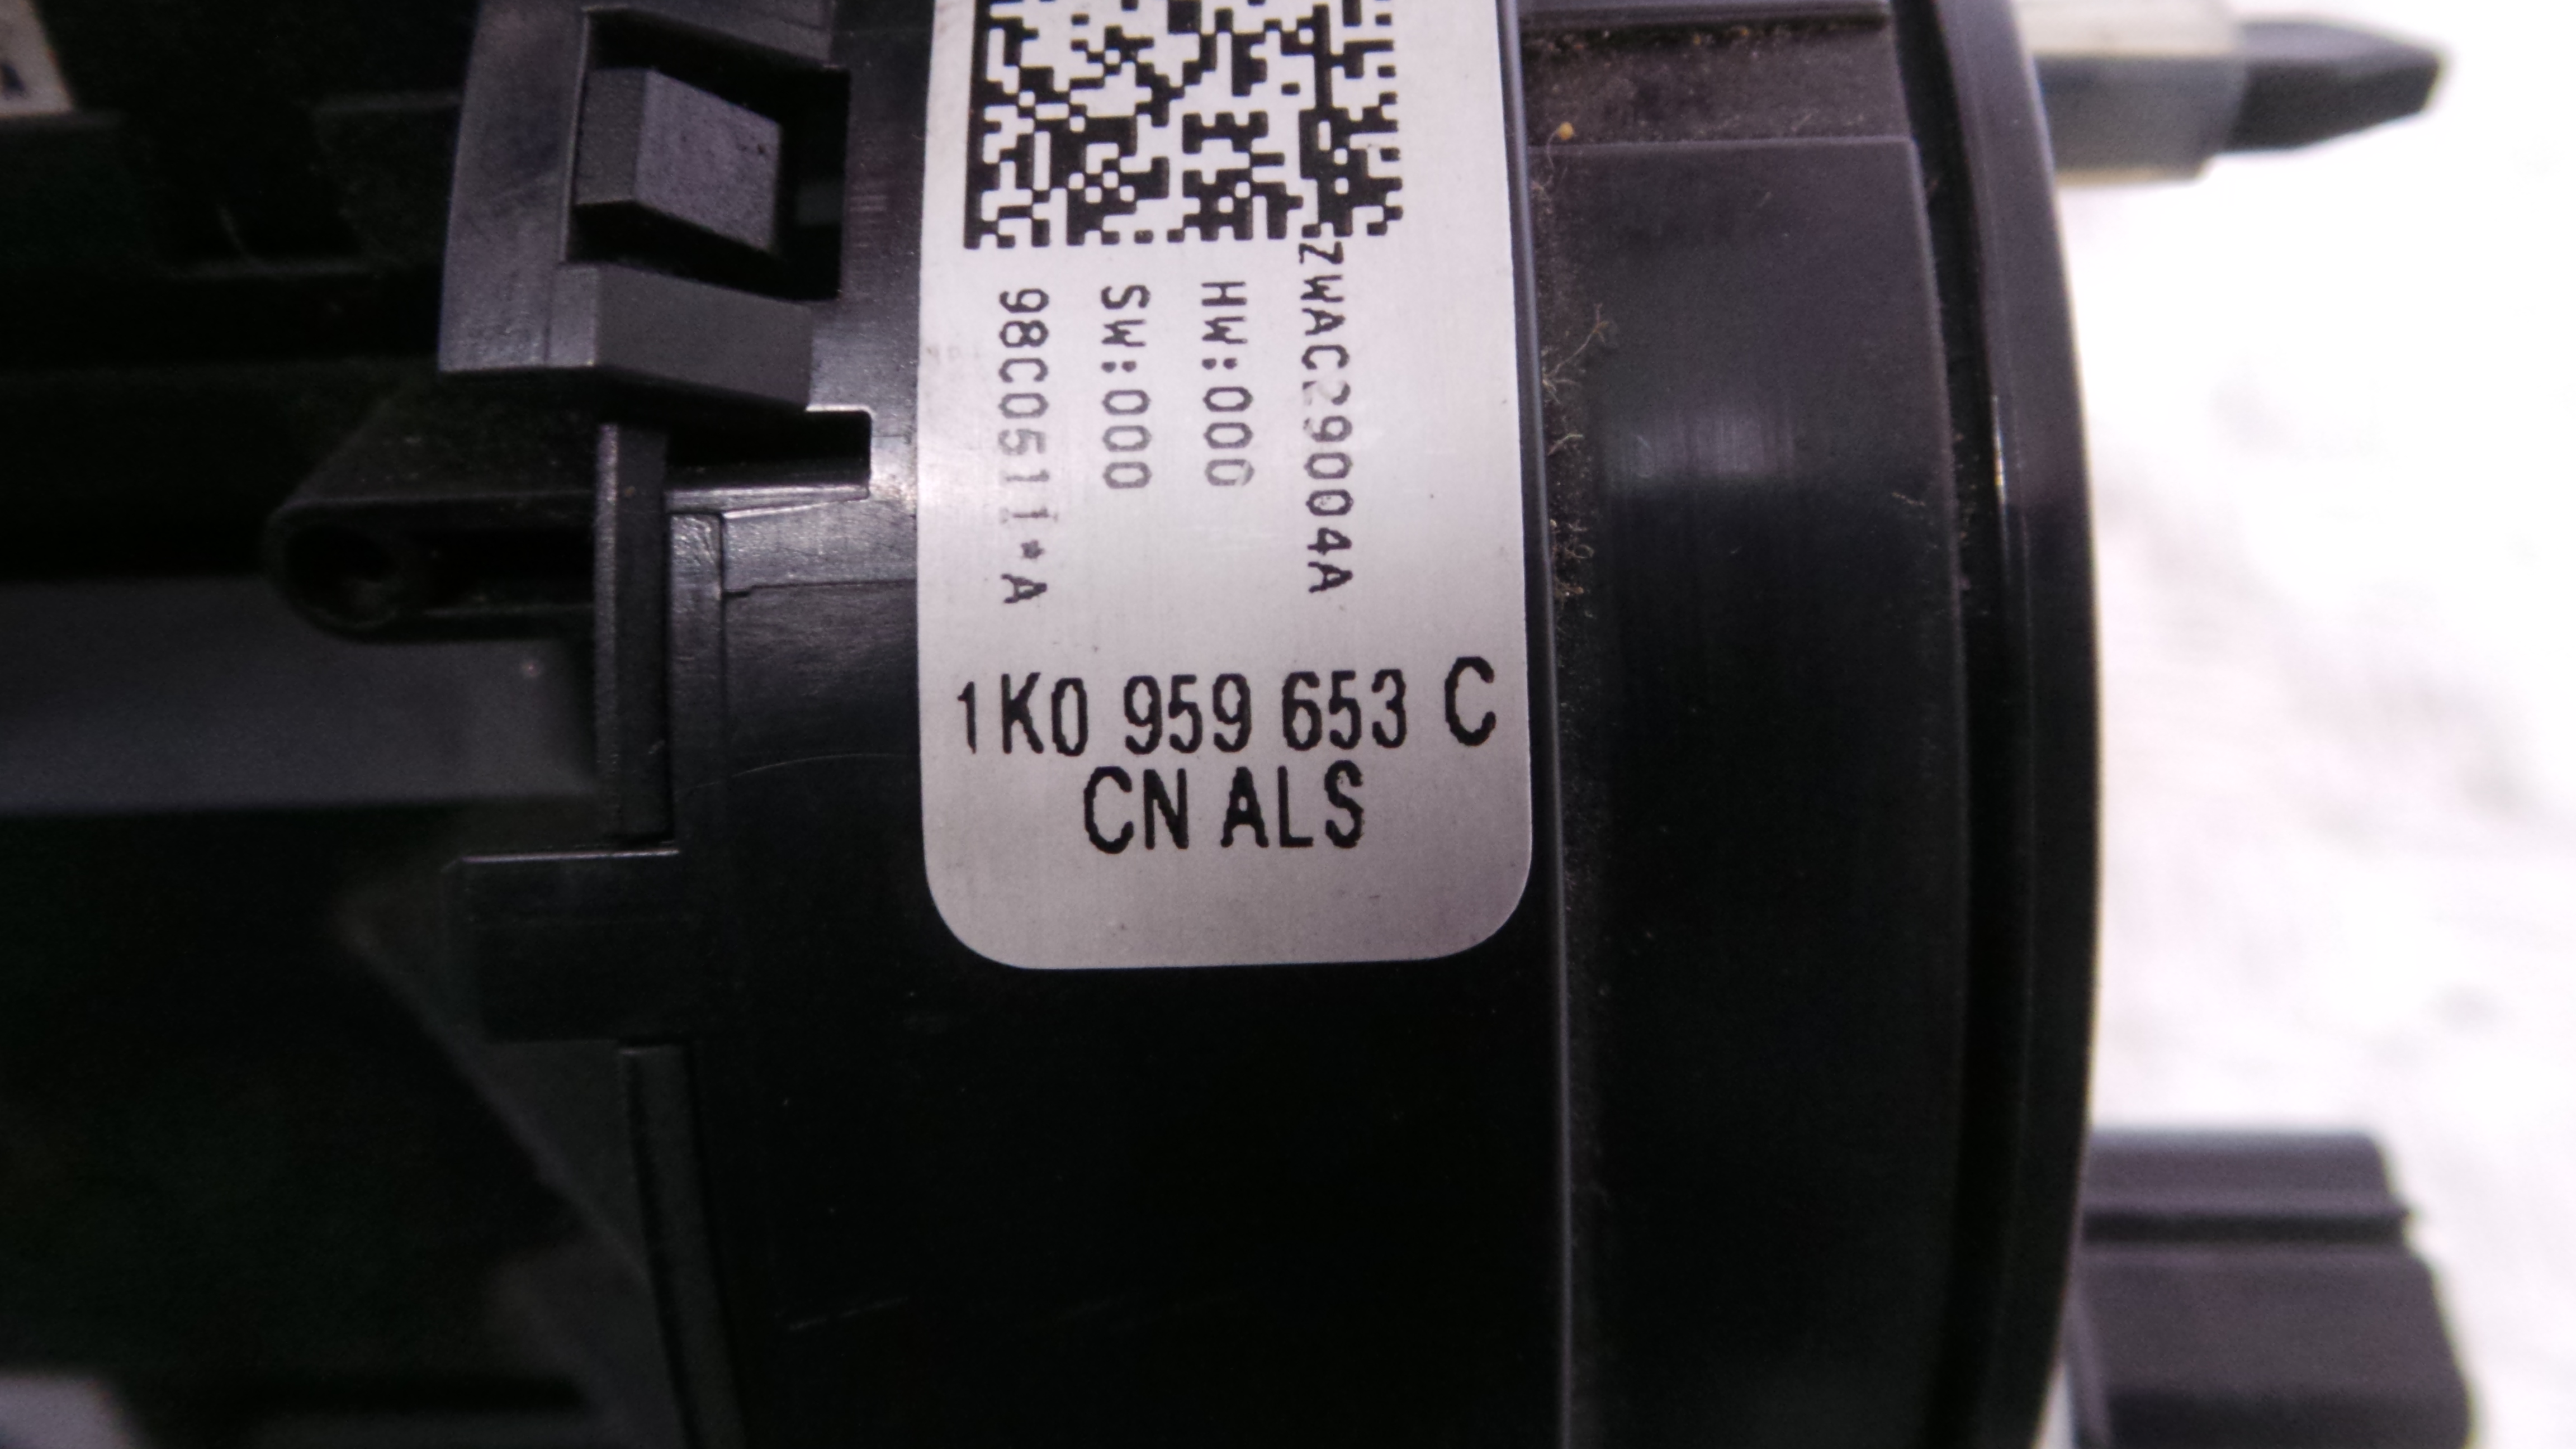 ZWAC29004A
HW:000
SW:000
98C0511*A
1K0 959 653 C
CN ALS